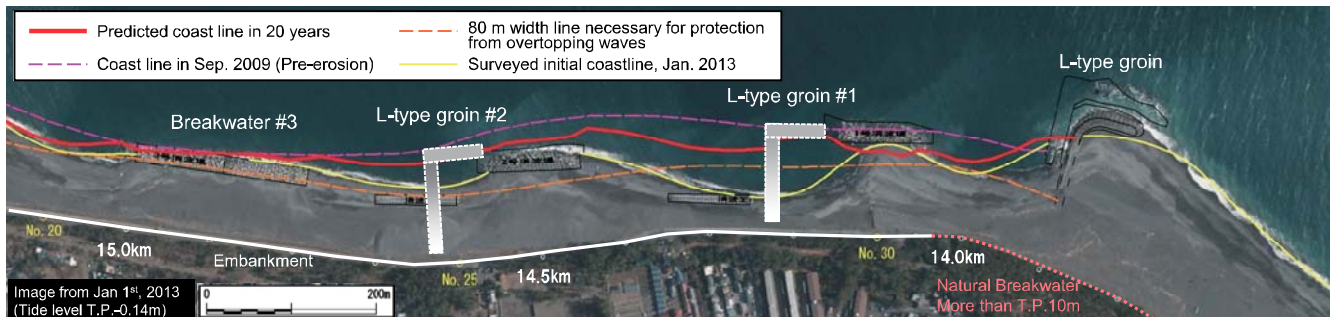 Predicted coast line in 20 years
80 m width line necessary for protection
from overtopping waves
Coast line in Sep. 2009 (Pre-erosion)
Surveyed initial coastline, Jan. 2013
L-type groin
L-type groin #1
L-type groin #2
Breakwater #3
No. 20
15.0km
Embankment
No. 25
14.5km
No. 30
14.0km
Natural Breakwater
More than T.P.10m
Image from Jan 1st, 2013
(Tide level T.P.-0.14m)
0
200m